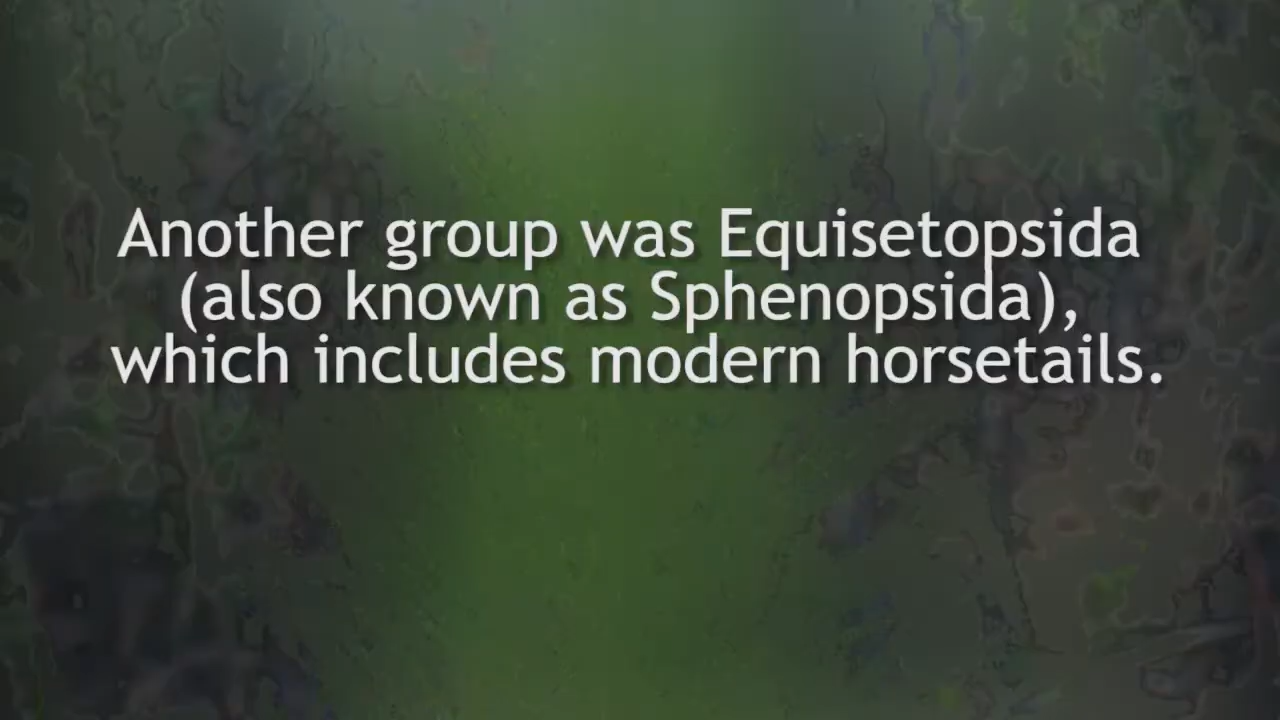 Another group was Equisetopsida
(also known as Sphenopsida),
which includes modern horsetails.